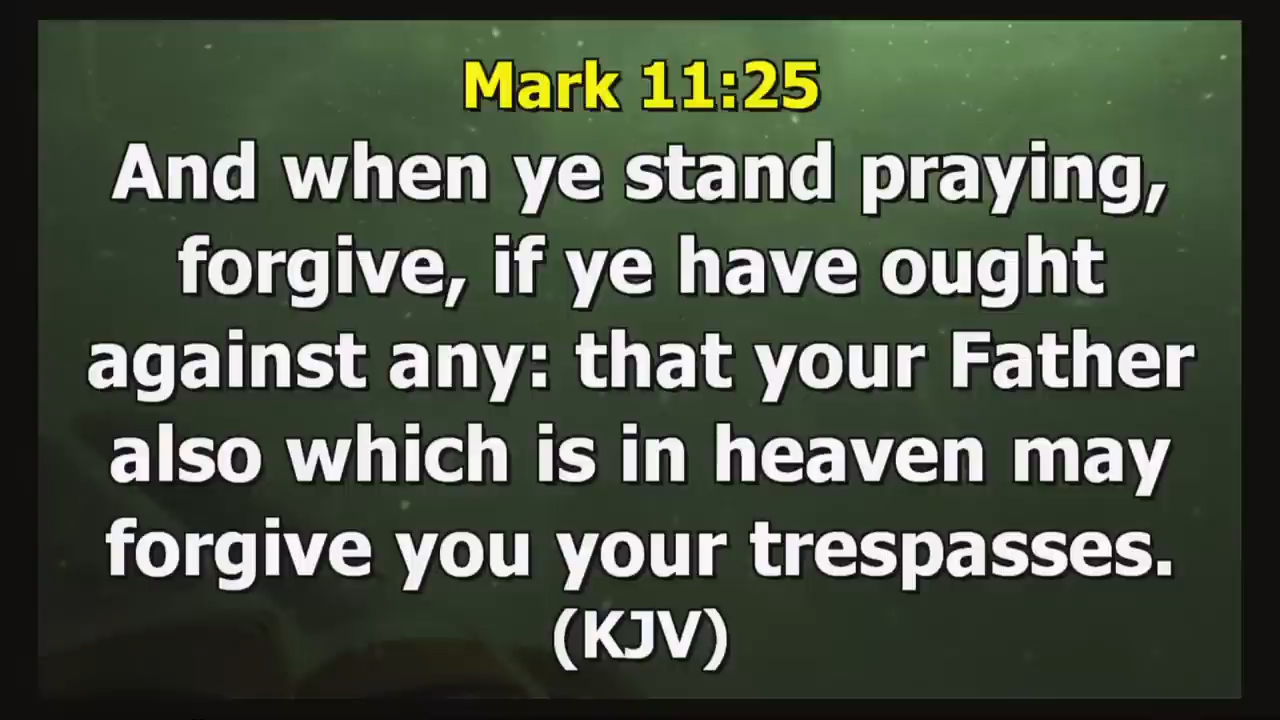 Mark 11:25
And when ye stand praying,
forgive, if ye have ought
against any: that your Father
also which is in heaven may
forgive you your trespasses.
(KJV)